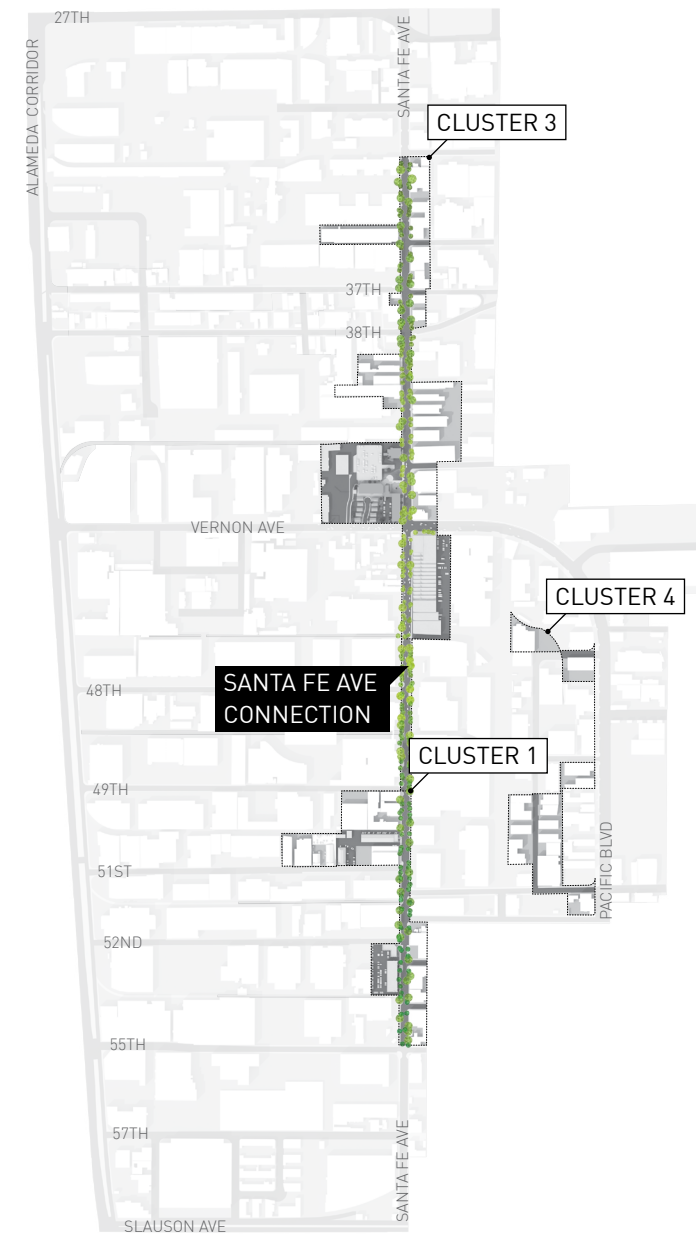 27TH
SANTA FE AVE
ALAMEDA CORRIDOR
CLUSTER 3
37TH
38TH
VERNON AVE
CLUSTER 4
SANTA FE AVE
CONNECTION
48TH
CLUSTER 1
49TH
51ST
PACIFIC BLVD
52ND
55TH
57TH
SANTA FE AVE
SLAUSON AVE